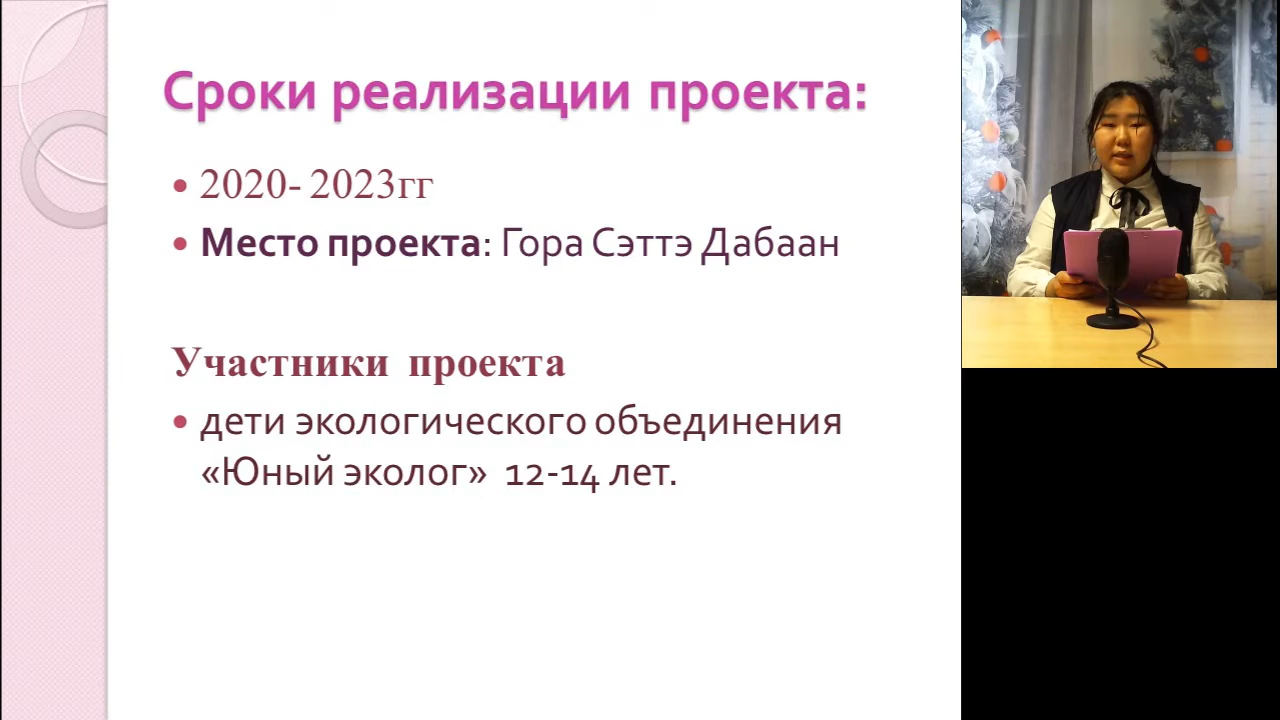 Сроки реализации проекта:
2020- 2023гг
Место проекта: Гора Сэттэ Дабаан
Участники проекта
дети экологического объединения
«Юный эколог» 12-14 лет.